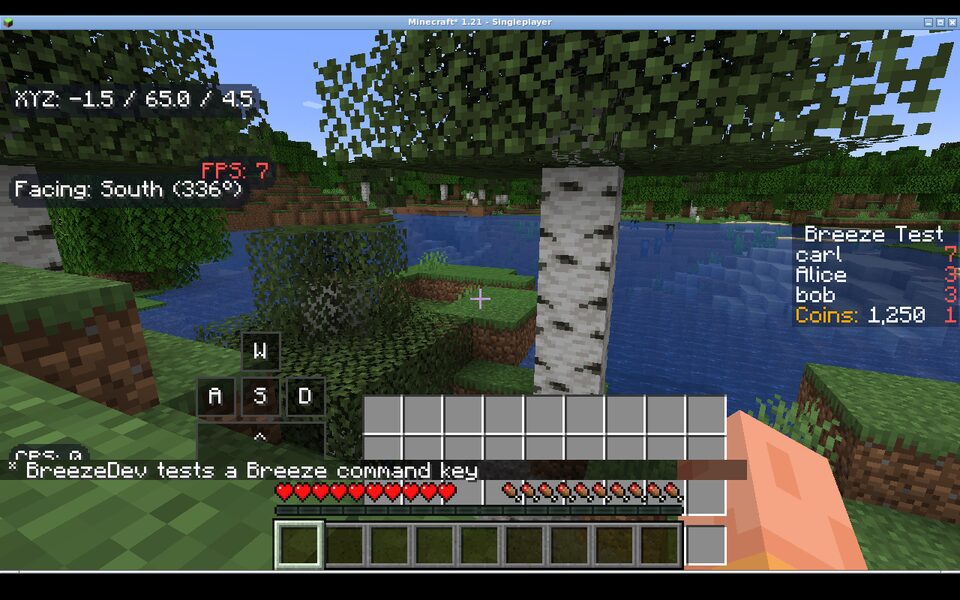 Minecraft* 1.21 - Singleplayer
XYZ: -1.5 / 65.0 / 4.5
FPS: 7
Facing: South (336°)
Breeze Test
carl 7
Alice 3
bob 3
Coins: 1,250 1
W
A S D
CPS: 0
* BreezeDev tests a Breeze command key